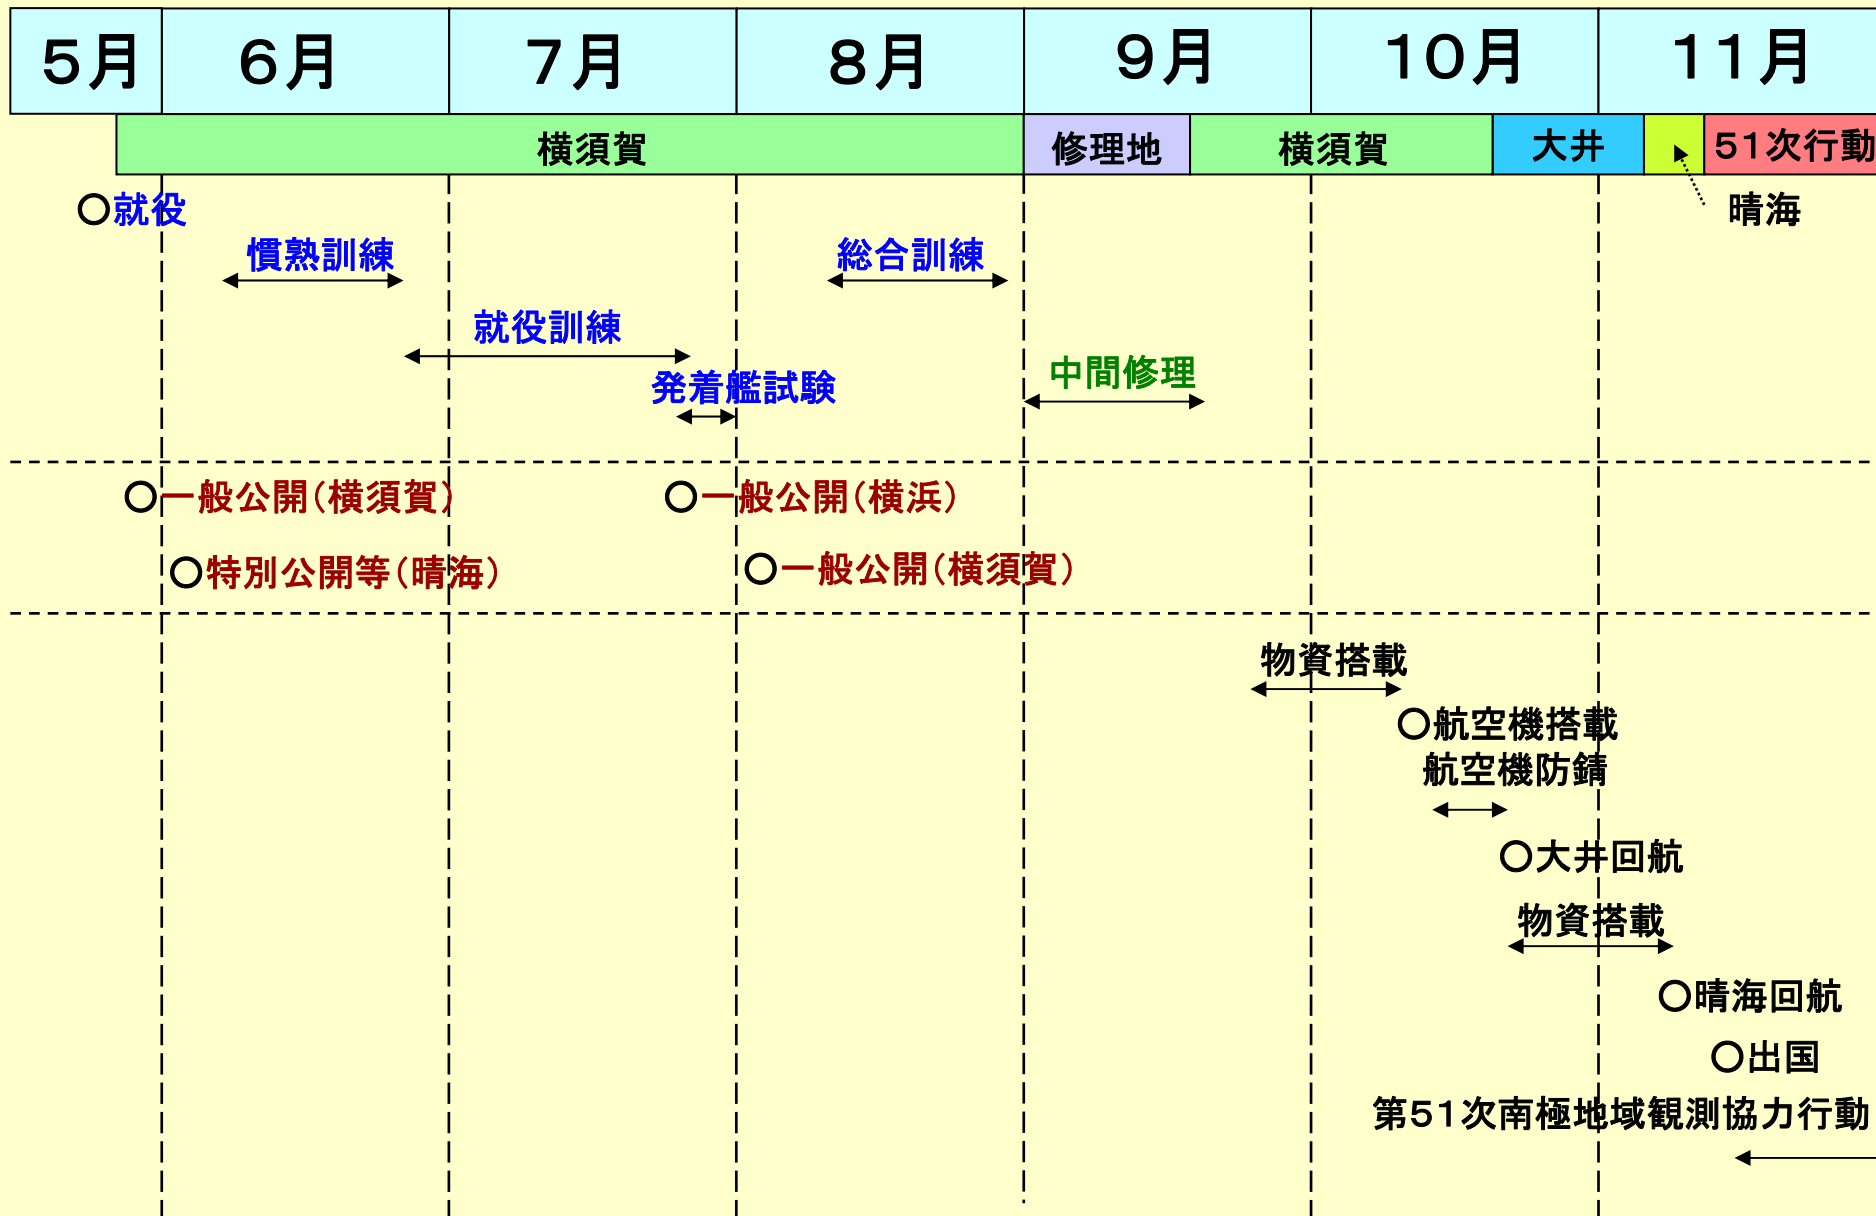 5月 6月 7月 8月 9月 10月 11月
横須賀 修理地 横須賀 大井 51次行動
○就役 晴海
慣熟訓練 総合訓練
就役訓練
中間修理
発着艦試験
○一般公開(横須賀) ○一般公開(横浜)
○特別公開等(晴海) ○一般公開(横須賀)
物資搭載
○航空機搭載
航空機防錆
○大井回航
物資搭載
○晴海回航
○出国
第51次南極地域観測協力行動